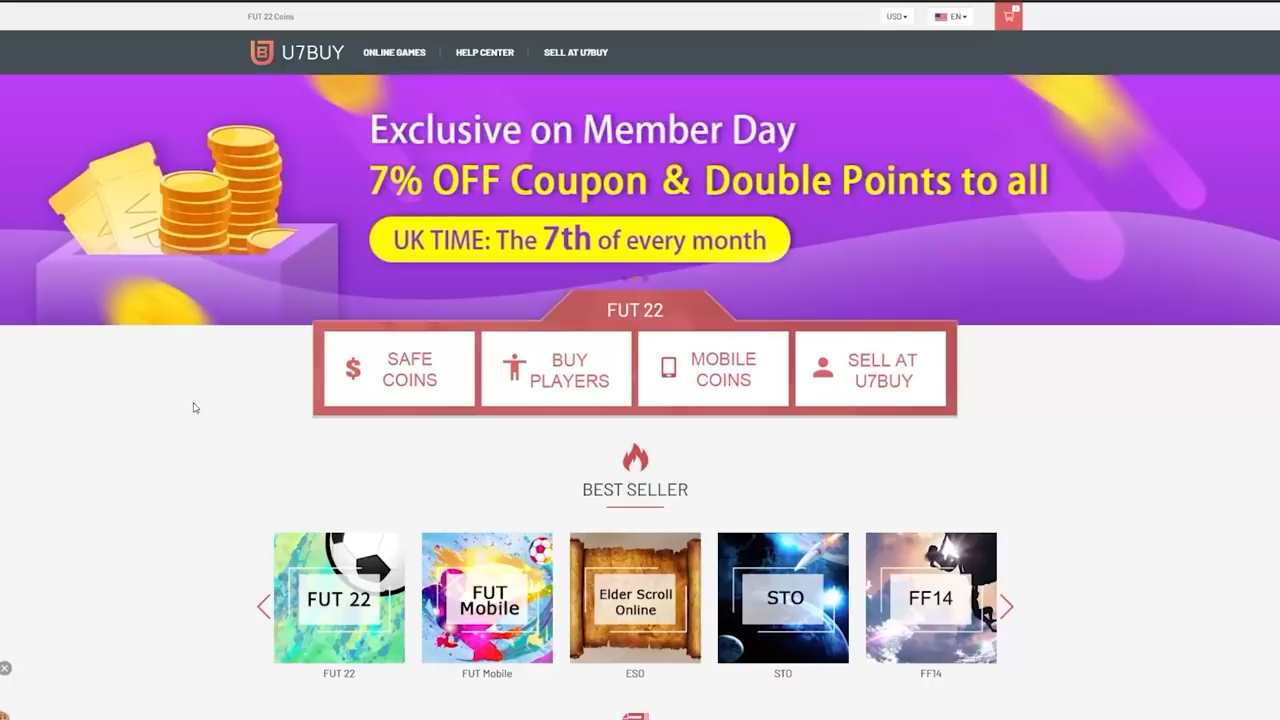 FUT 22 Coins
USD
EN
1
U7BUY
ONLINE GAMES
HELP CENTER
SELL AT U7BUY
Exclusive on Member Day
7% OFF Coupon & Double Points to all
UK TIME: The 7th of every month
VIP
FUT 22
$ SAFE
COINS
BUY
PLAYERS
MOBILE
COINS
SELL AT
U7BUY
BEST SELLER
FUT 22
FUT
Mobile
Elder Scroll
Online
STO
FF14
FUT 22
FUT Mobile
ESO
STO
FF14